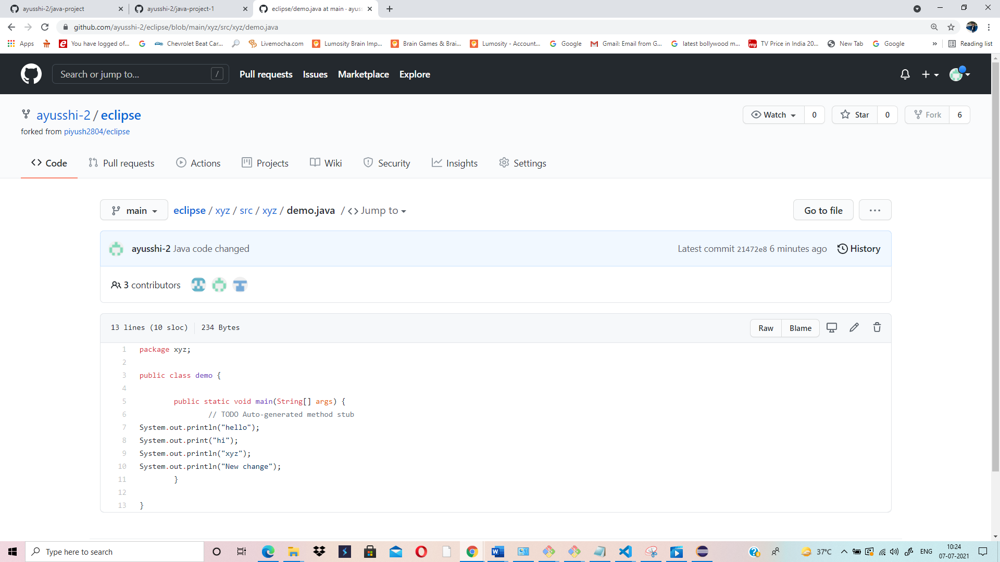 ayusshi-2/java-project
ayusshi-2/java-project-1
eclipse/demo.java at main · ayus
github.com/ayusshi-2/eclipse/blob/main/xyz/src/xyz/demo.java
Apps You have logged of... Chevrolet Beat Car... Livemocha.com Lumosity Brain Imp... Brain Games & Brai... Lumosity - Account... Google Gmail: Email from G... latest bollywood m... my TV Price in India 20... New Tab Google » Reading list
Search or jump to... / Pull requests Issues Marketplace Explore
ayusshi-2 / eclipse
Watch 0 Star 0 Fork 6
forked from piyush2804/eclipse
Code Pull requests Actions Projects Wiki Security Insights Settings
main eclipse / xyz / src / xyz / demo.java / Jump to Go to file ...
ayusshi-2 Java code changed Latest commit 21472e8 6 minutes ago History
3 contributors
13 lines (10 sloc) 234 Bytes Raw Blame
1 package xyz;
2
3 public class demo {
4
5 public static void main(String[] args) {
6 // TODO Auto-generated method stub
7 System.out.println("hello");
8 System.out.print("hi");
9 System.out.println("xyz");
10 System.out.println("New change");
11 }
12
13 }
Type here to search 37°C ENG 10:24
07-07-2021